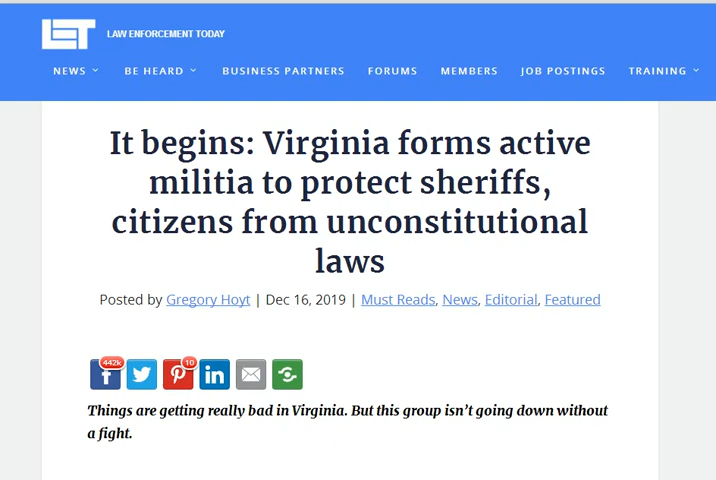 LET LAW ENFORCEMENT TODAY
NEWS BE HEARD BUSINESS PARTNERS FORUMS MEMBERS JOB POSTINGS TRAINING
It begins: Virginia forms active
militia to protect sheriffs,
citizens from unconstitutional
laws
Posted by Gregory Hoyt | Dec 16, 2019 | Must Reads, News, Editorial, Featured
442k 10
Things are getting really bad in Virginia. But this group isn't going down without
a fight.